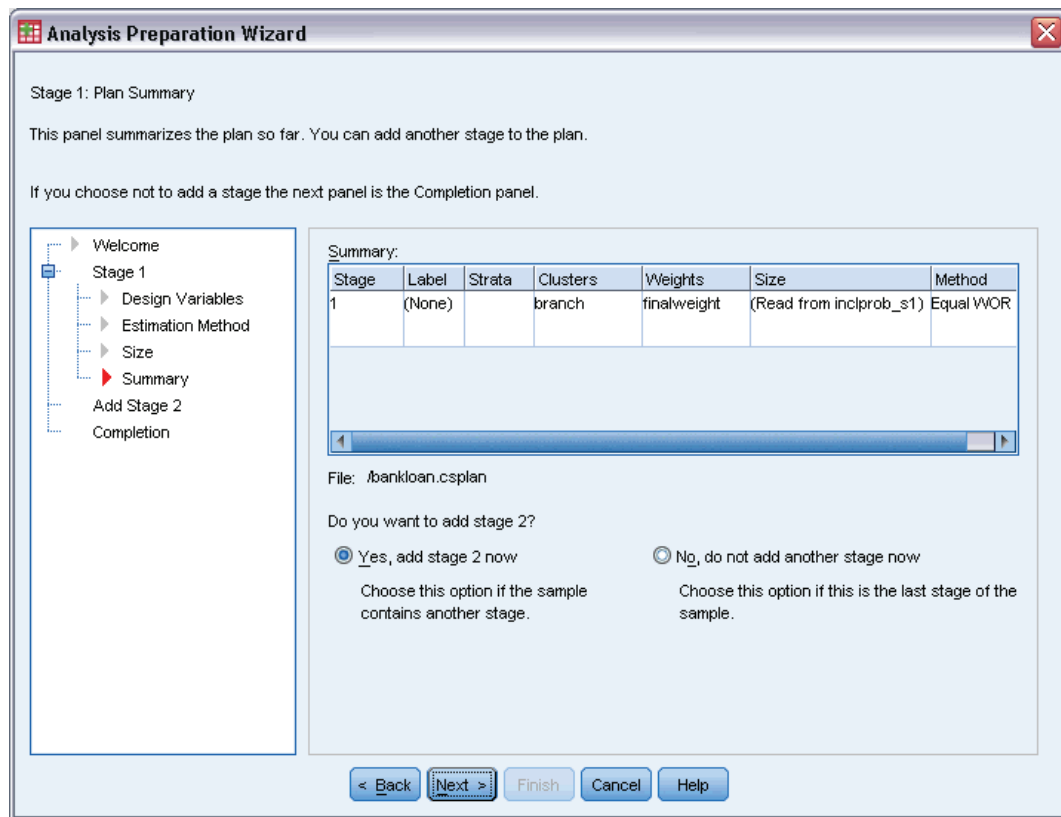 Analysis Preparation Wizard
Stage 1: Plan Summary
This panel summarizes the plan so far. You can add another stage to the plan.
If you choose not to add a stage the next panel is the Completion panel.
Welcome
Stage 1
Design Variables
Estimation Method
Size
Summary
Add Stage 2
Completion
Summary:
Stage Label Strata Clusters Weights Size Method
1 (None) branch finalweight (Read from inclprob_s1) Equal WOR
File: /bankloan.csplan
Do you want to add stage 2?
Yes, add stage 2 now
Choose this option if the sample
contains another stage.
No, do not add another stage now
Choose this option if this is the last stage of the
sample.
< Back Next > Finish Cancel Help